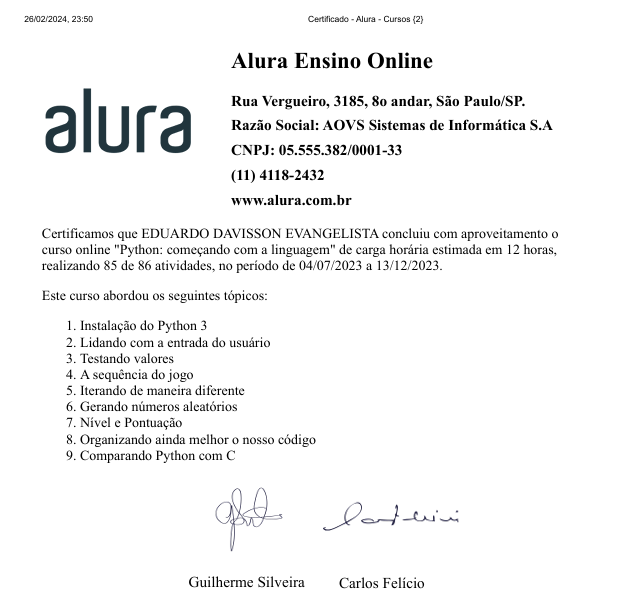 26/02/2024, 23:50 Certificado - Alura - Cursos {2}
Alura Ensino Online
alura
Rua Vergueiro, 3185, 8o andar, São Paulo/SP.
Razão Social: AOVS Sistemas de Informática S.A
CNPJ: 05.555.382/0001-33
(11) 4118-2432
www.alura.com.br
Certificamos que EDUARDO DAVISSON EVANGELISTA concluiu com aproveitamento o
curso online "Python: começando com a linguagem" de carga horária estimada em 12 horas,
realizando 85 de 86 atividades, no período de 04/07/2023 a 13/12/2023.
Este curso abordou os seguintes tópicos:
1. Instalação do Python 3
2. Lidando com a entrada do usuário
3. Testando valores
4. A sequência do jogo
5. Iterando de maneira diferente
6. Gerando números aleatórios
7. Nível e Pontuação
8. Organizando ainda melhor o nosso código
9. Comparando Python com C
Guilherme Silveira Carlos Felício